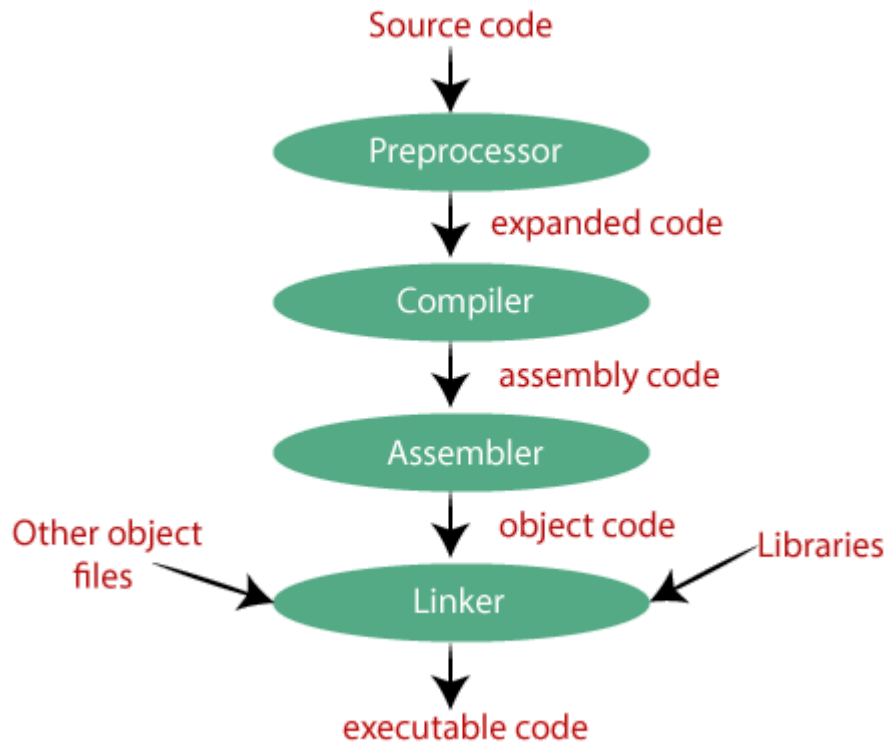 Source code
Preprocessor
expanded code
Compiler
assembly code
Assembler
object code
Other object
files
Libraries
Linker
executable code